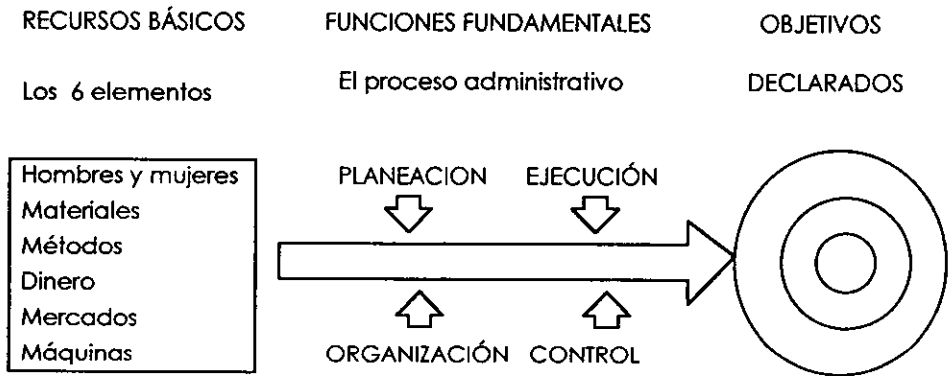 RECURSOS BÁSICOS
FUNCIONES FUNDAMENTALES
OBJETIVOS
DECLARADOS
Los 6 elementos
El proceso administrativo
Hombres y mujeres
Materiales
Métodos
Dinero
Mercados
Máquinas
PLANEACION
EJECUCIÓN
ORGANIZACIÓN
CONTROL